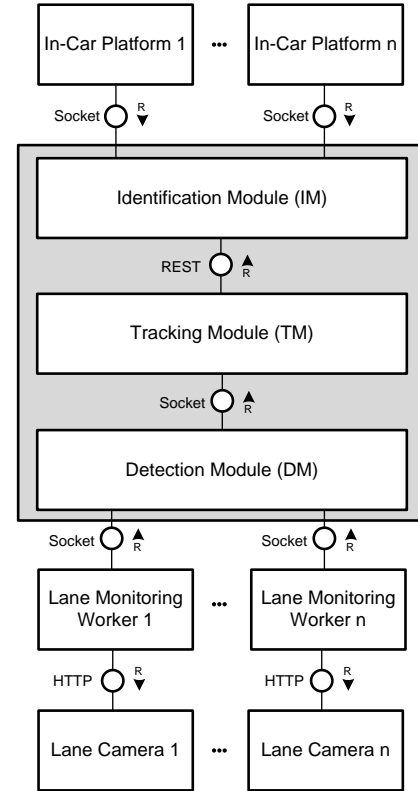 In-Car Platform 1 ... In-Car Platform n
Socket R Socket R
Identification Module (IM)
REST R
Tracking Module (TM)
Socket R
Detection Module (DM)
Socket R Socket R
Lane Monitoring
Worker 1
...
Lane Monitoring
Worker n
HTTP R HTTP R
Lane Camera 1 ... Lane Camera n